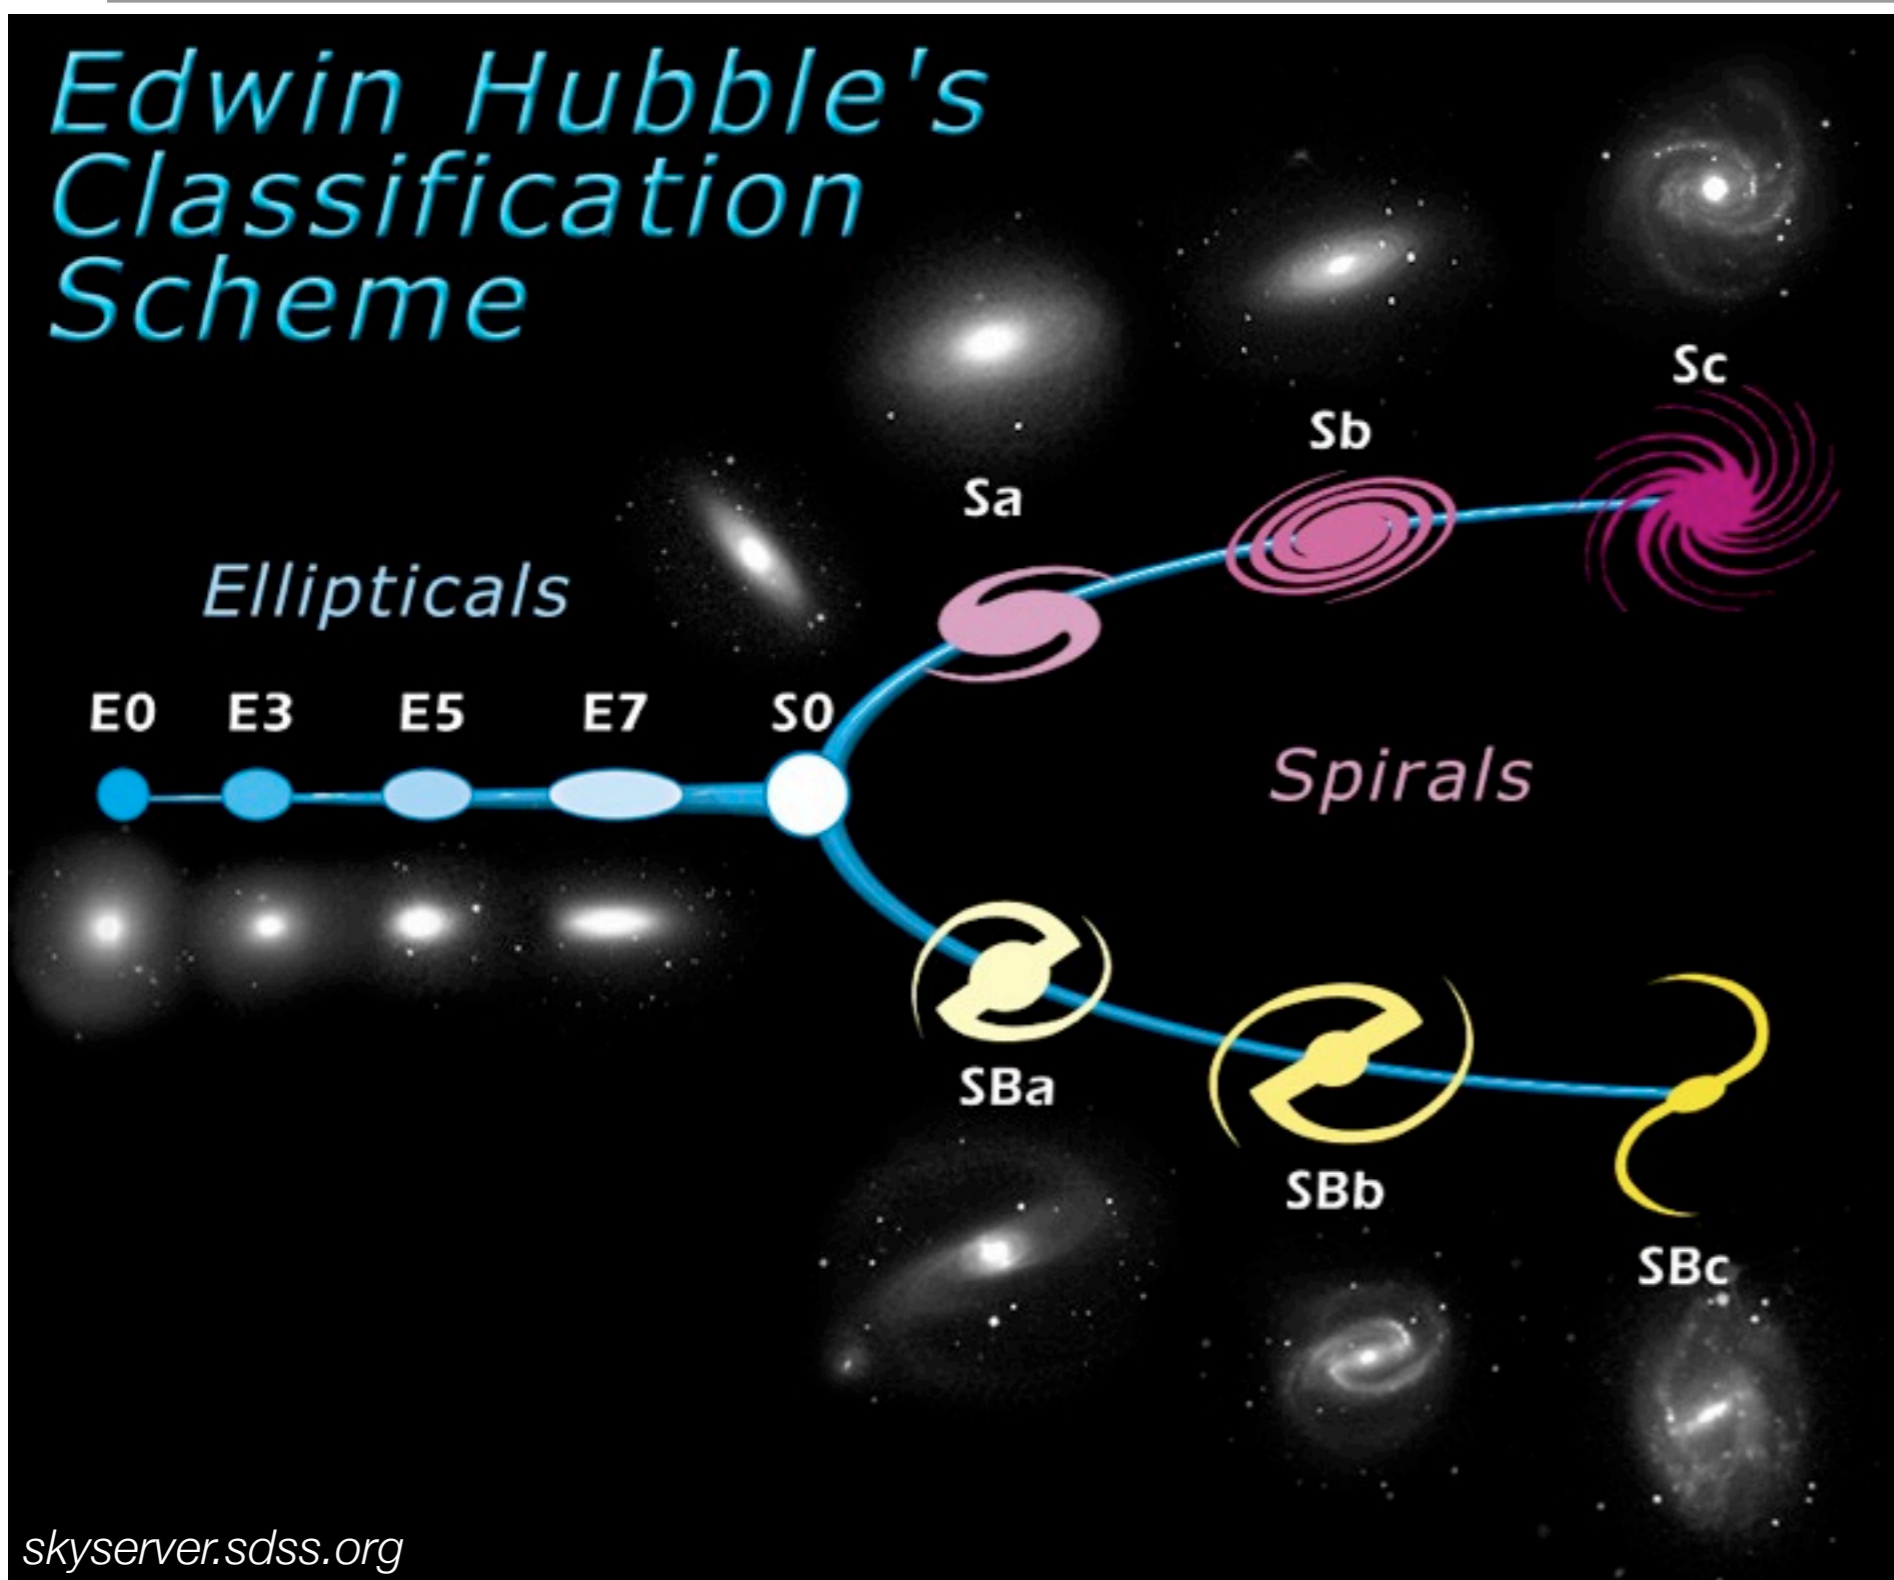 Edwin Hubble's
Classification
Scheme
Sc
Sb
Sa
Ellipticals
E0 E3 E5 E7 S0
Spirals
SBa
SBb
SBc
skyserver.sdss.org